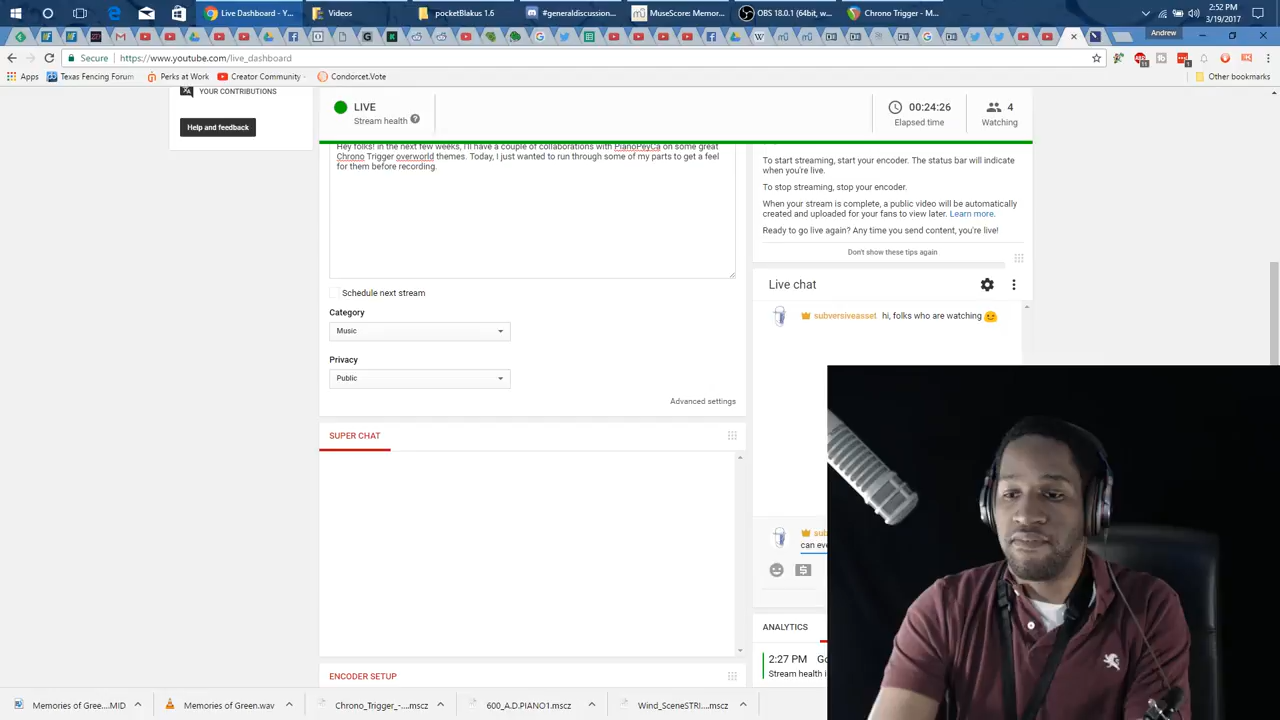 Live Dashboard - Y...
Videos
pocketBlakus 1.6
#generaldiscussion...
MuseScore: Memor...
OBS 18.0.1 (64bit, w...
Chrono Trigger - M...
2:52 PM
3/19/2017
Andrew
Secure
https://www.youtube.com/live_dashboard
Apps
Texas Fencing Forum
Perks at Work
Creator Community -
Condorcet.Vote
Other bookmarks
YOUR CONTRIBUTIONS
Help and feedback
LIVE
Stream health
00:24:26
Elapsed time
4
Watching
Hey folks! in the next few weeks, I'll have a couple of collaborations with PianoPeyCa on some great
Chrono Trigger overworld themes. Today, I just wanted to run through some of my parts to get a feel
for them before recording.
Schedule next stream
Category
Music
Privacy
Public
Advanced settings
SUPER CHAT
ENCODER SETUP
To start streaming, start your encoder. The status bar will indicate
when you're live.
To stop streaming, stop your encoder.
When your stream is complete, a public video will be automatically
created and uploaded for your fans to view later. Learn more.
Ready to go live again? Any time you send content, you're live!
Don't show these tips again
Live chat
subversiveasset hi, folks who are watching
sub
can eve
ANALYTICS
2:27 PM Go
Stream health i
Memories of Gree....MID
Memories of Green.wav
Chrono_Trigger_-....mscz
600_A.D.PIANO1.mscz
Wind_SceneSTRI....mscz